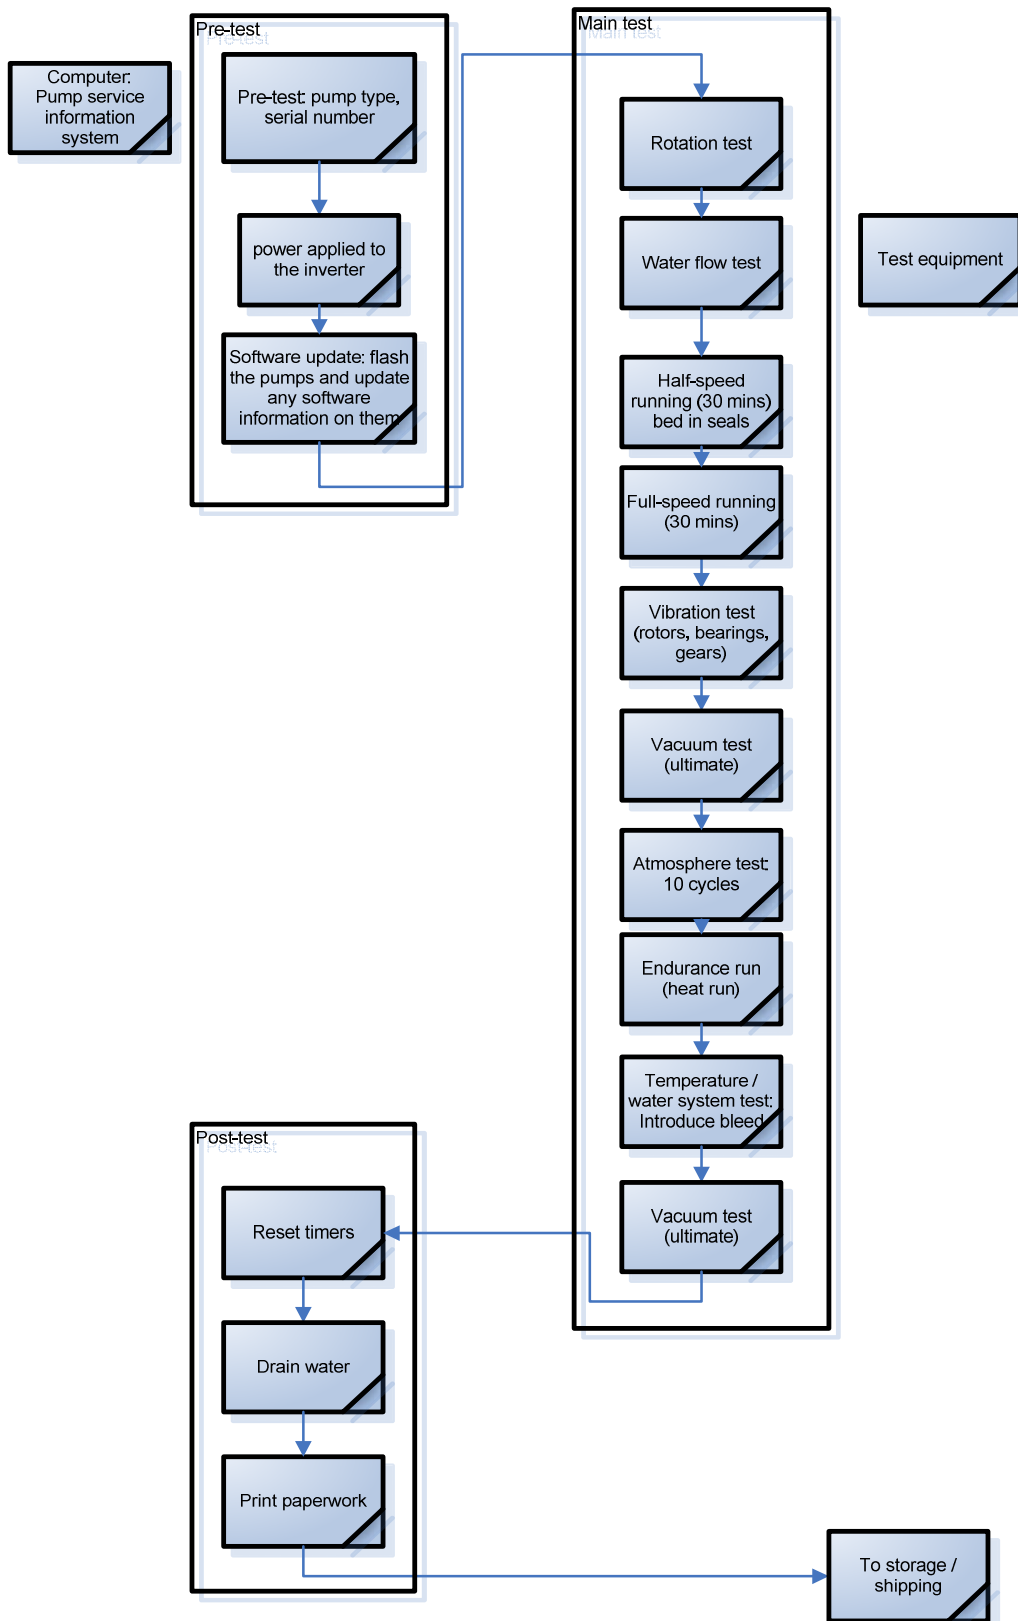 Pre-test
Computer:
Pump service
information
system
Pre-test: pump type,
serial number
power applied to
the inverter
Software update: flash
the pumps and update
any software
information on them
Main test
Rotation test
Water flow test
Test equipment
Half-speed
running (30 mins)
bed in seals
Full-speed running
(30 mins)
Vibration test
(rotors, bearings,
gears)
Vacuum test
(ultimate)
Atmosphere test:
10 cycles
Endurance run
(heat run)
Temperature /
water system test:
Introduce bleed
Vacuum test
(ultimate)
Post-test
Reset timers
Drain water
Print paperwork
To storage /
shipping